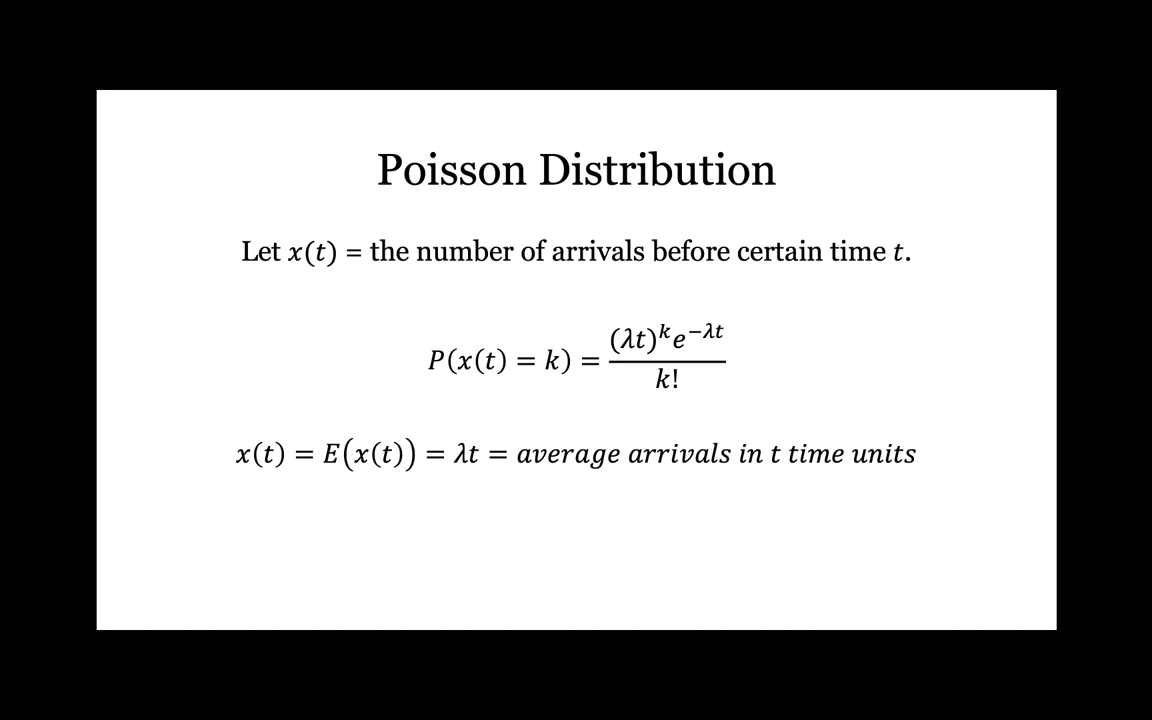 Poisson Distribution
Let x(t) = the number of arrivals before certain time t.
P(x(t) = k) = (λt)^k e^{−λt} / k!
x(t) = E(x(t)) = λt = average arrivals in t time units